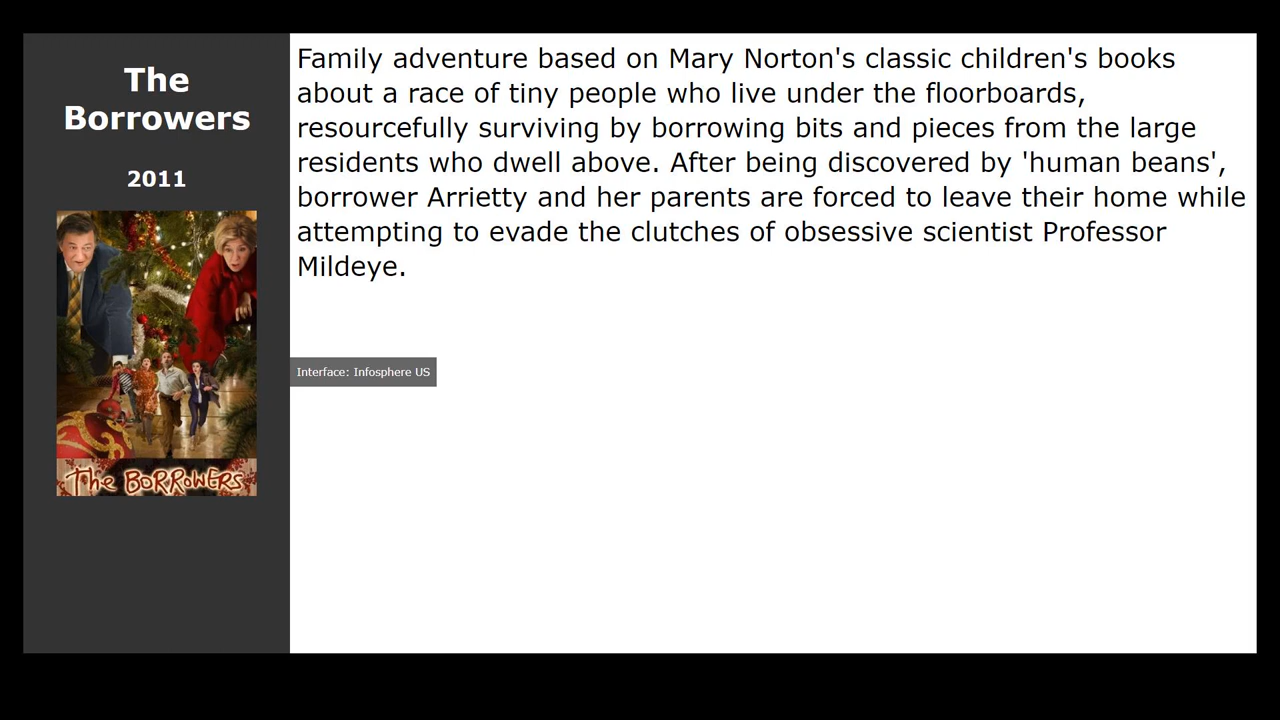 The
Borrowers
2011
The BORROWERS
Family adventure based on Mary Norton's classic children's books
about a race of tiny people who live under the floorboards,
resourcefully surviving by borrowing bits and pieces from the large
residents who dwell above. After being discovered by 'human beans',
borrower Arrietty and her parents are forced to leave their home while
attempting to evade the clutches of obsessive scientist Professor
Mildeye.
Interface: Infosphere US